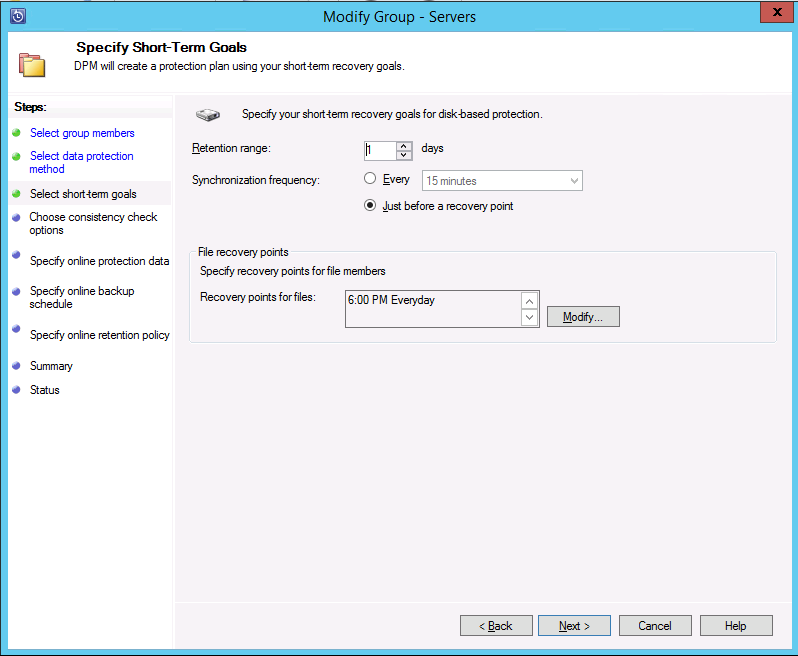 Modify Group - Servers
x
Specify Short-Term Goals
DPM will create a protection plan using your short-term recovery goals.
Steps:
Select group members
Select data protection
method
Select short-term goals
Choose consistency check
options
Specify online protection data
Specify online backup
schedule
Specify online retention policy
Summary
Status
Specify your short-term recovery goals for disk-based protection.
Retention range: 1 days
Synchronization frequency: Every 15 minutes
Just before a recovery point
File recovery points
Specify recovery points for file members
Recovery points for files: 6:00 PM Everyday
Modify...
< Back Next > Cancel Help